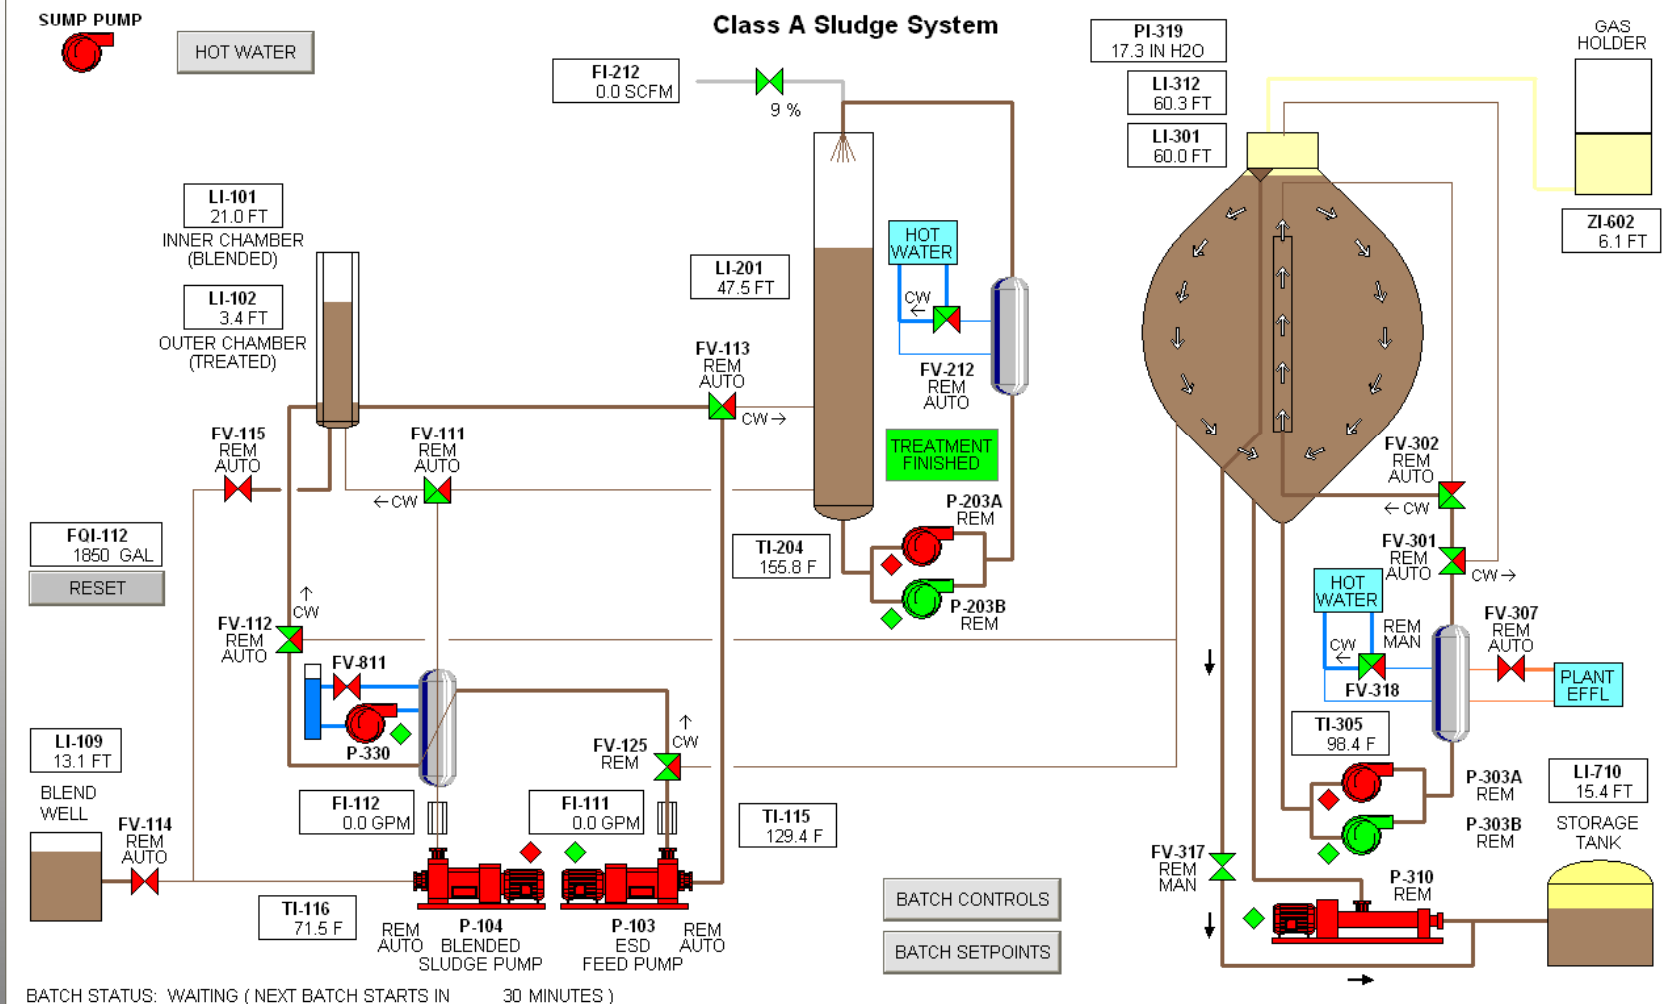 SUMP PUMP
HOT WATER
Class A Sludge System
FI-212
0.0 SCFM
9 %
PI-319
17.3 IN H2O
LI-312
60.3 FT
LI-301
60.0 FT
GAS
HOLDER
ZI-602
6.1 FT
LI-101
21.0 FT
INNER CHAMBER
(BLENDED)
LI-102
3.4 FT
OUTER CHAMBER
(TREATED)
LI-201
47.5 FT
HOT
WATER
CW
FV-212
REM
AUTO
FV-113
REM
AUTO
CW
TREATMENT
FINISHED
FV-115
REM
AUTO
FV-111
REM
AUTO
CW
FV-302
REM
AUTO
CW
P-203A
REM
TI-204
155.8 F
P-203B
REM
FQI-112
1850 GAL
RESET
FV-301
REM
AUTO
CW
HOT
WATER
REM
MAN
CW
FV-318
FV-307
REM
AUTO
PLANT
EFFL
CW
FV-112
REM
AUTO
FV-811
P-330
CW
FV-125
REM
TI-305
98.4 F
P-303A
REM
P-303B
REM
LI-710
15.4 FT
STORAGE
TANK
LI-109
13.1 FT
BLEND
WELL
FV-114
REM
AUTO
FI-112
0.0 GPM
FI-111
0.0 GPM
TI-115
129.4 F
FV-317
REM
MAN
P-310
REM
TI-116
71.5 F
REM
AUTO
P-104
BLENDED
SLUDGE PUMP
P-103
ESD
FEED PUMP
REM
AUTO
BATCH CONTROLS
BATCH SETPOINTS
BATCH STATUS: WAITING ( NEXT BATCH STARTS IN 30 MINUTES )